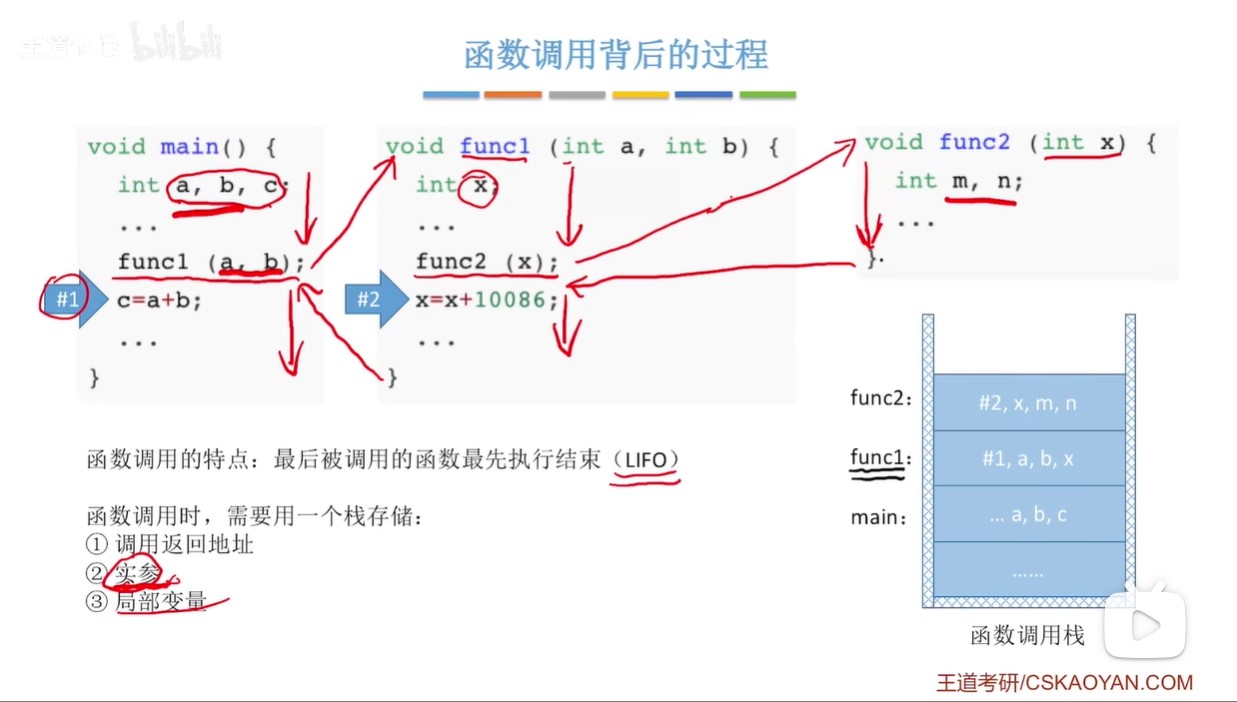 王道论坛 bilibili
函数调用背后的过程
void main() {
int a, b, c;
...
func1 (a, b);
#1 c=a+b;
...
}
void func1 (int a, int b) {
int x;
...
func2 (x);
#2 x=x+10086;
...
}
void func2 (int x) {
int m, n;
...
}
函数调用的特点：最后被调用的函数最先执行结束（LIFO）
函数调用时，需要用一个栈存储：
① 调用返回地址
② 实参
③ 局部变量
func2： #2, x, m, n
func1： #1, a, b, x
main： ... a, b, c
......
函数调用栈
王道考研/CSKAOYAN.COM